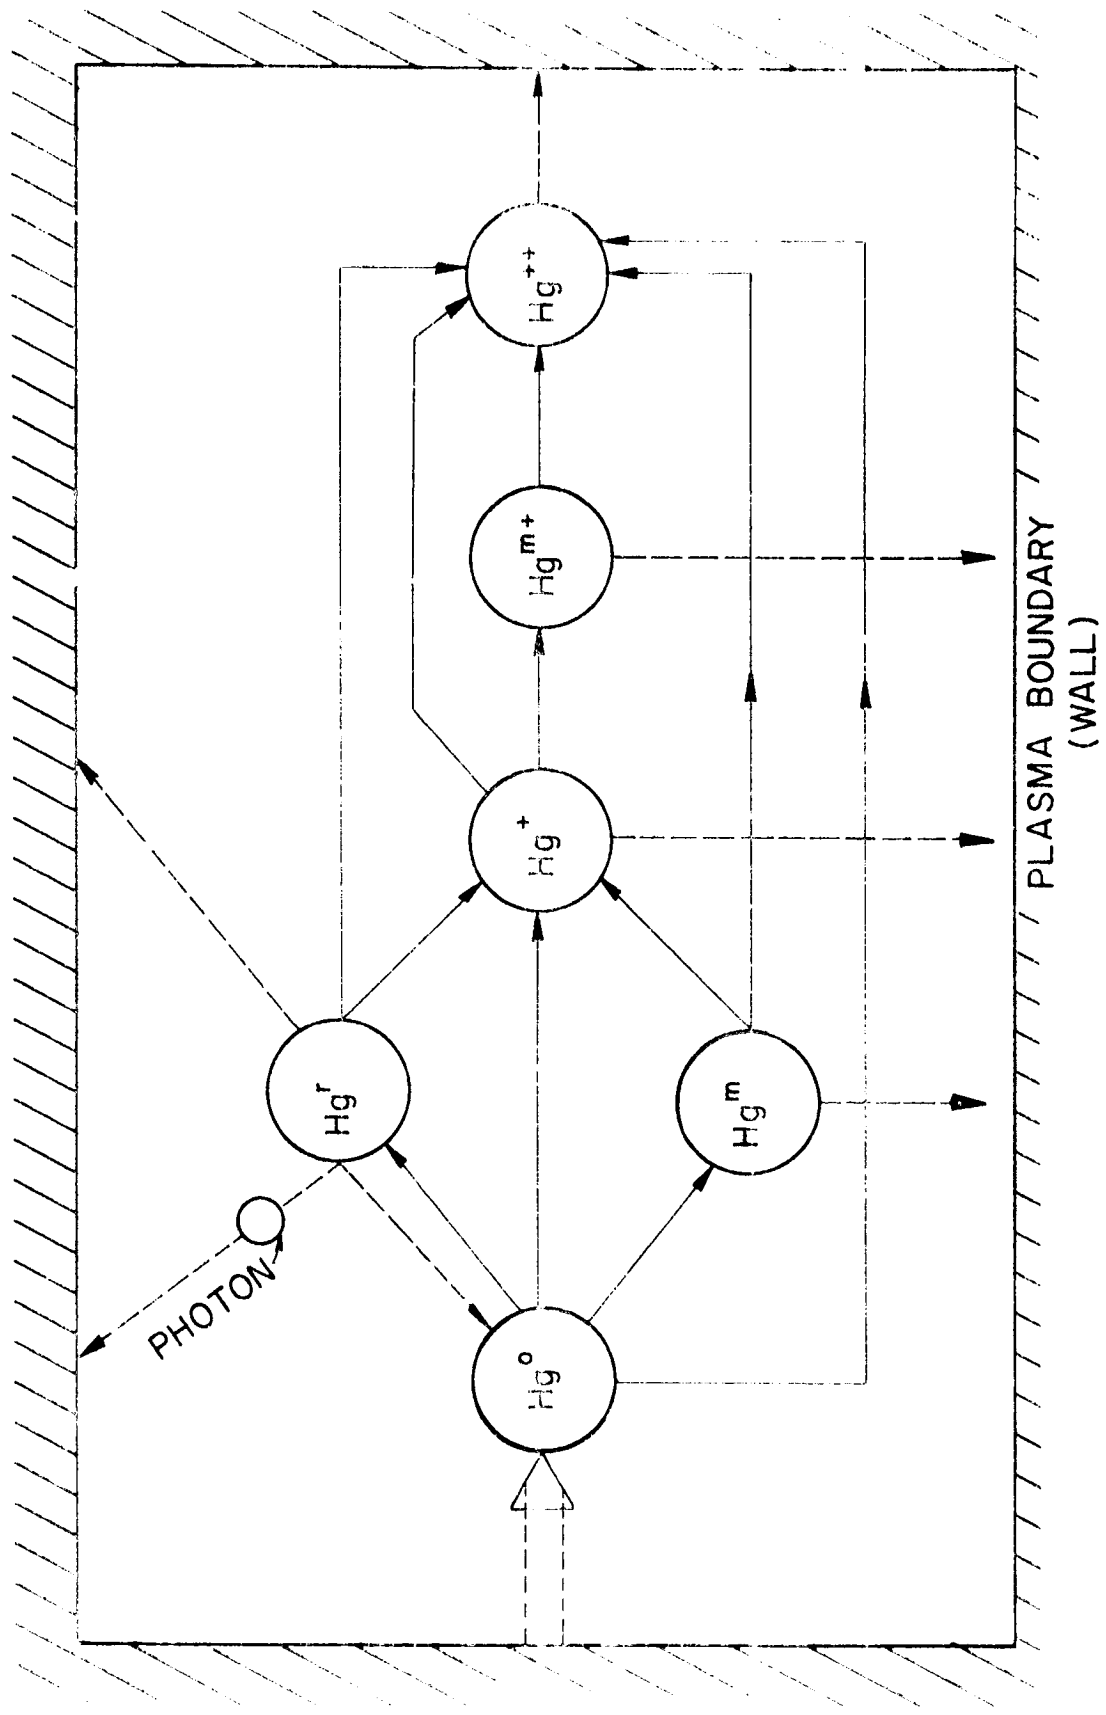 PHOTON
Hg^r
Hg^o
Hg^+
Hg^m+
Hg^++
Hg^m
PLASMA BOUNDARY
(WALL)